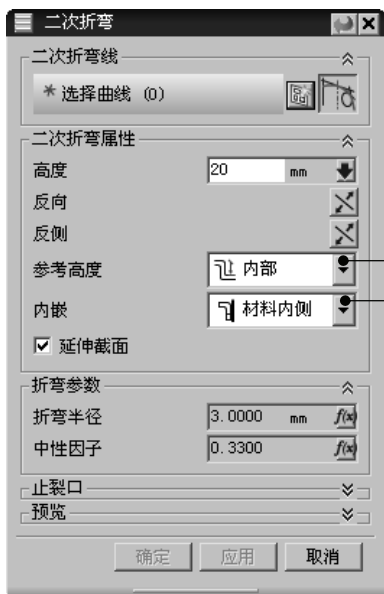 二次折弯
二次折弯线
* 选择曲线 (0)
二次折弯属性
高度 20 mm
反向
反侧
参考高度 内部
内嵌 材料内侧
延伸截面
折弯参数
折弯半径 3.0000 mm f(x)
中性因子 0.3300 f(x)
止裂口
预览
确定 应用 取消